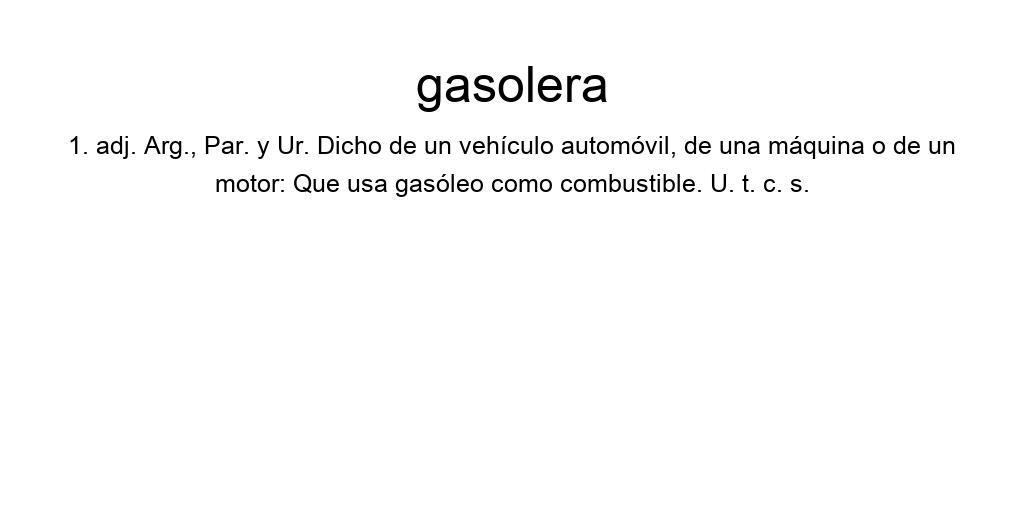 gasolera
1. adj. Arg., Par. y Ur. Dicho de un vehículo automóvil, de una máquina o de un
motor: Que usa gasóleo como combustible. U. t. c. s.